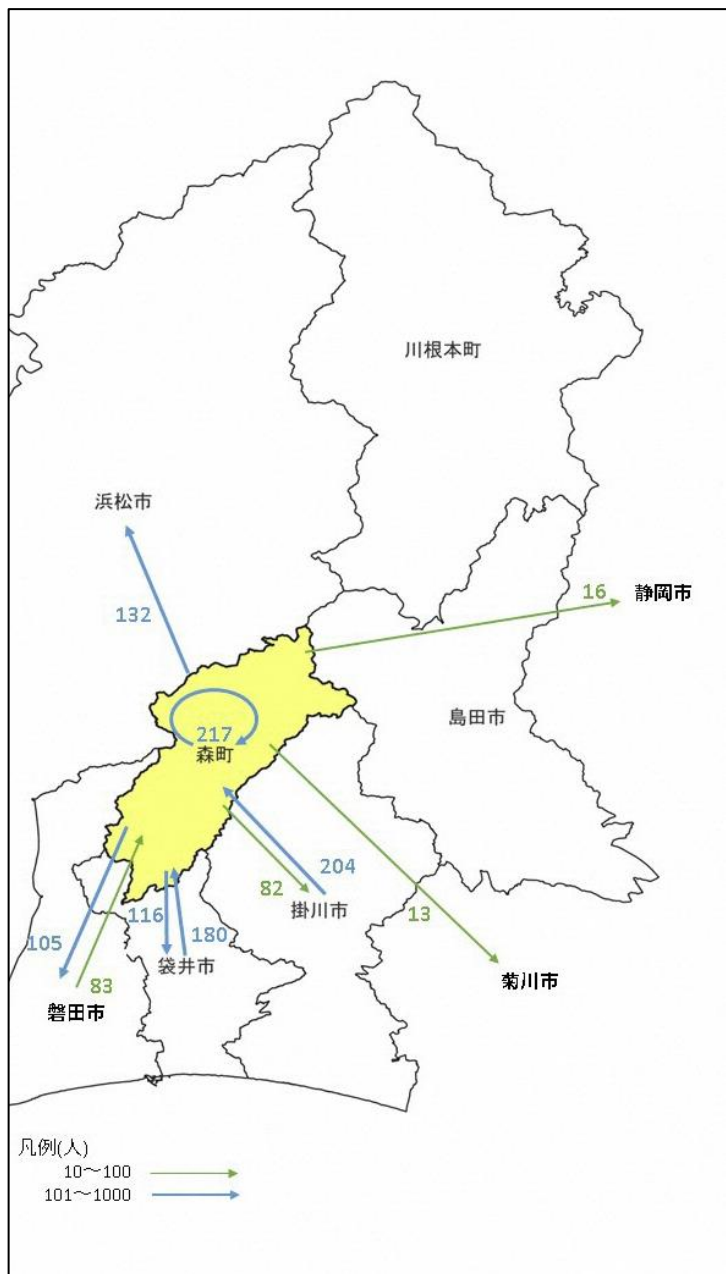 川根本町
浜松市
16
静岡市
132
島田市
217
森町
204
82
掛川市
13
116
180
105
袋井市
83
菊川市
磐田市
凡例(人)
10～100
101～1000